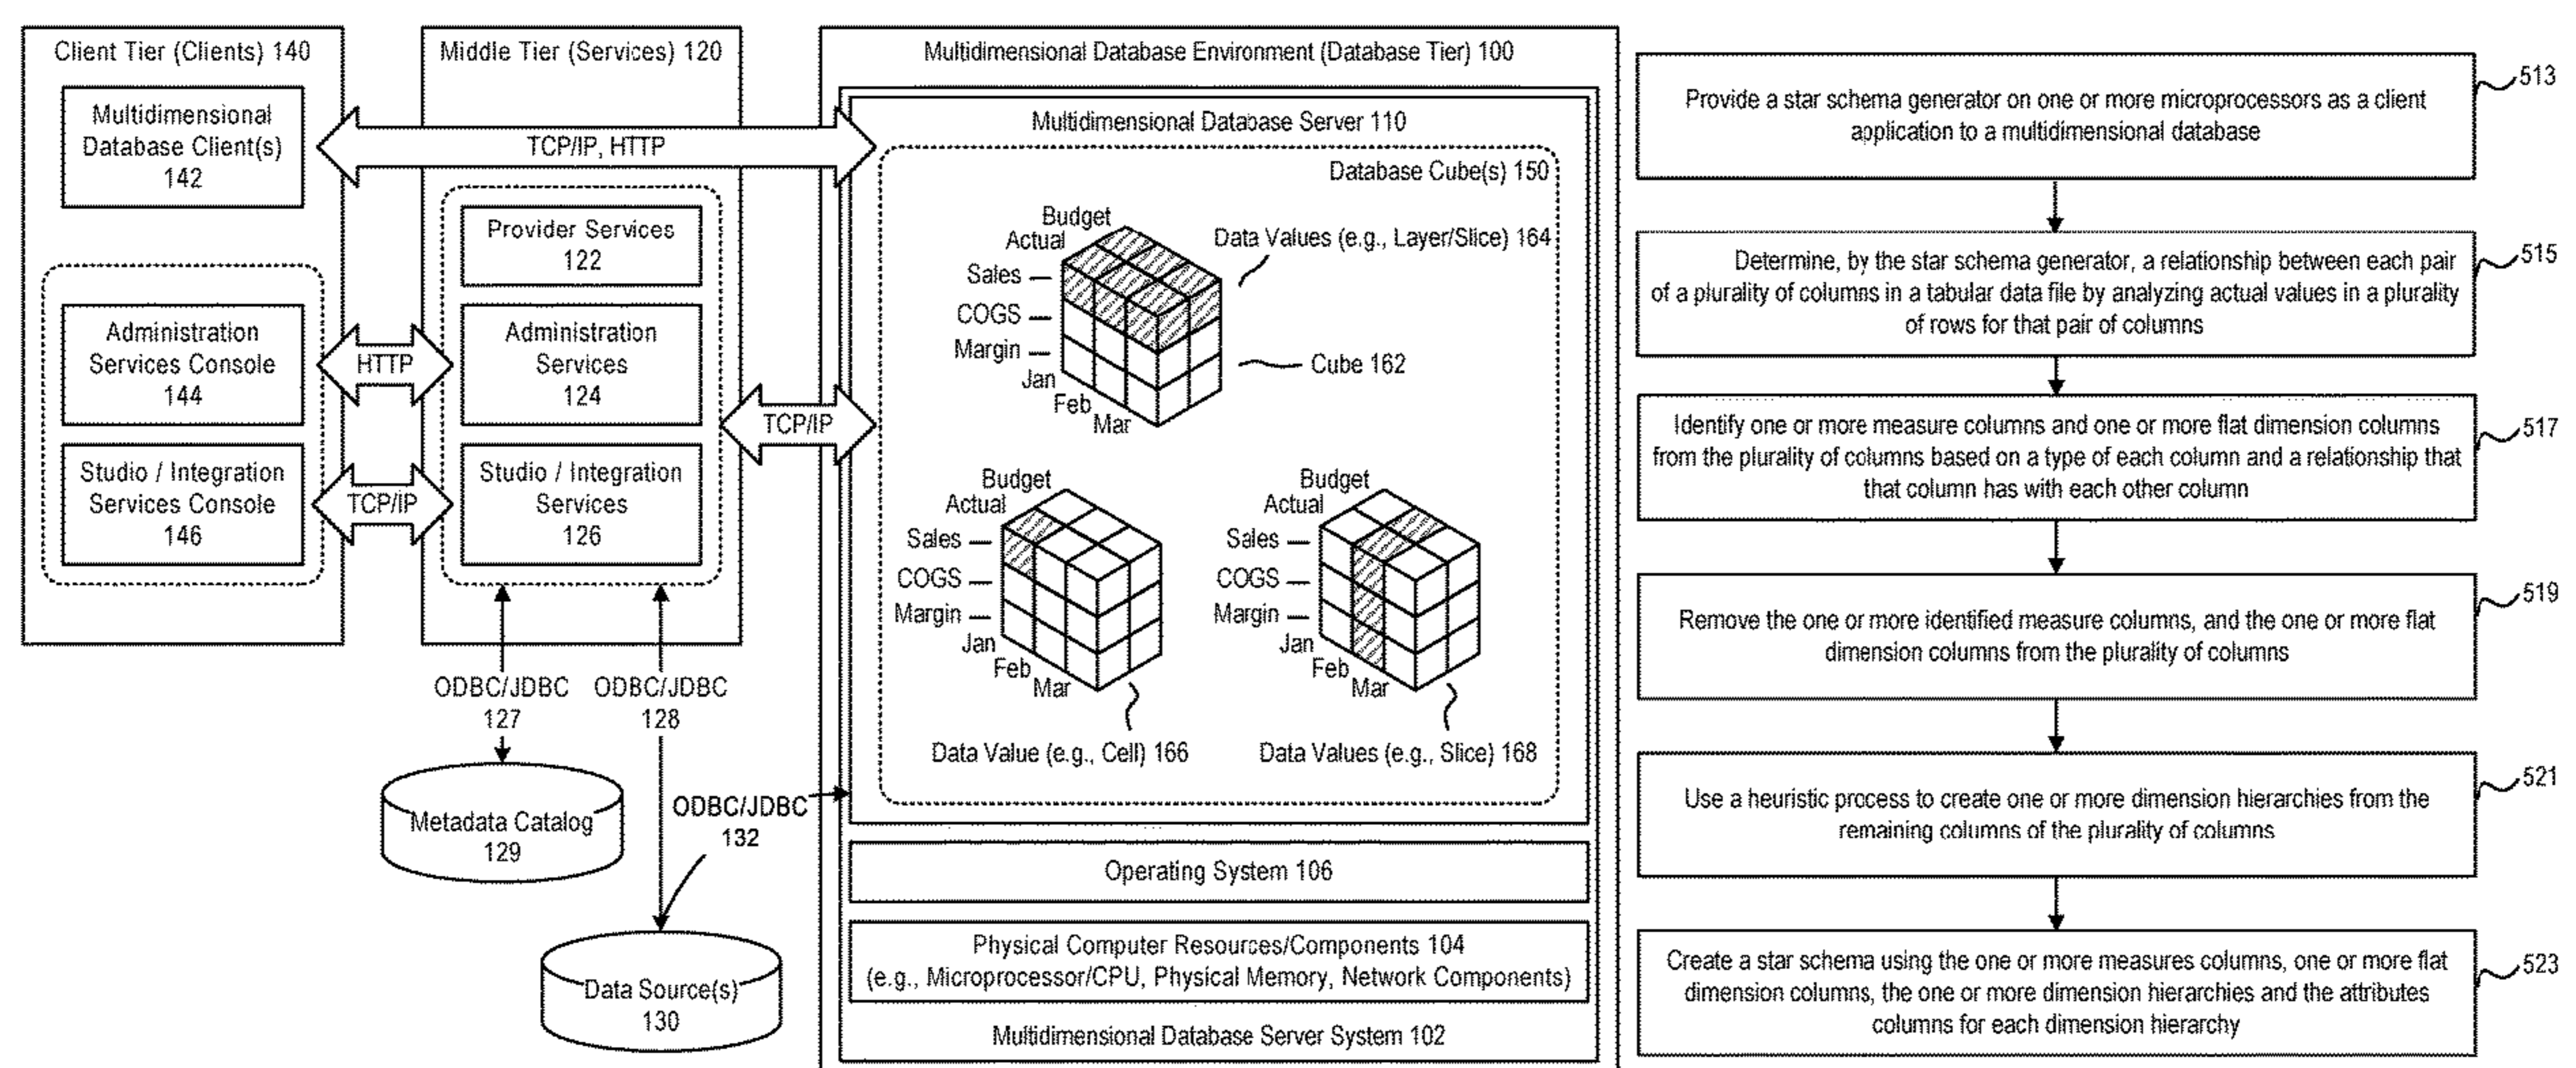 Client Tier (Clients) 140
Multidimensional
Database Client(s)
142
Administration
Services Console
144
Studio / Integration
Services Console
146
Middle Tier (Services) 120
TCP/IP, HTTP
Provider Services
122
HTTP
Administration
Services
124
TCP/IP
Studio / Integration
Services
126
TCP/IP
ODBC/JDBC
127
ODBC/JDBC
128
Metadata Catalog
129
ODBC/JDBC
132
Data Source(s)
130
Multidimensional Database Environment (Database Tier) 100
Multidimensional Database Server 110
Database Cube(s) 150
Budget
Actual
Sales
COGS
Margin
Jan
Feb
Mar
Data Values (e.g., Layer/Slice) 164
Cube 162
Budget
Actual
Sales
COGS
Margin
Jan
Feb
Mar
Data Value (e.g., Cell) 166
Budget
Actual
Sales
COGS
Margin
Jan
Feb
Mar
Data Values (e.g., Slice) 168
Operating System 106
Physical Computer Resources/Components 104
(e.g., Microprocessor/CPU, Physical Memory, Network Components)
Multidimensional Database Server System 102
513
Provide a star schema generator on one or more microprocessors as a client
application to a multidimensional database
515
Determine, by the star schema generator, a relationship between each pair
of a plurality of columns in a tabular data file by analyzing actual values in a plurality
of rows for that pair of columns
517
Identify one or more measure columns and one or more flat dimension columns
from the plurality of columns based on a type of each column and a relationship that
that column has with each other column
519
Remove the one or more identified measure columns, and the one or more flat
dimension columns from the plurality of columns
521
Use a heuristic process to create one or more dimension hierarchies from the
remaining columns of the plurality of columns
523
Create a star schema using the one or more measures columns, one or more flat
dimension columns, the one or more dimension hierarchies and the attributes
columns for each dimension hierarchy